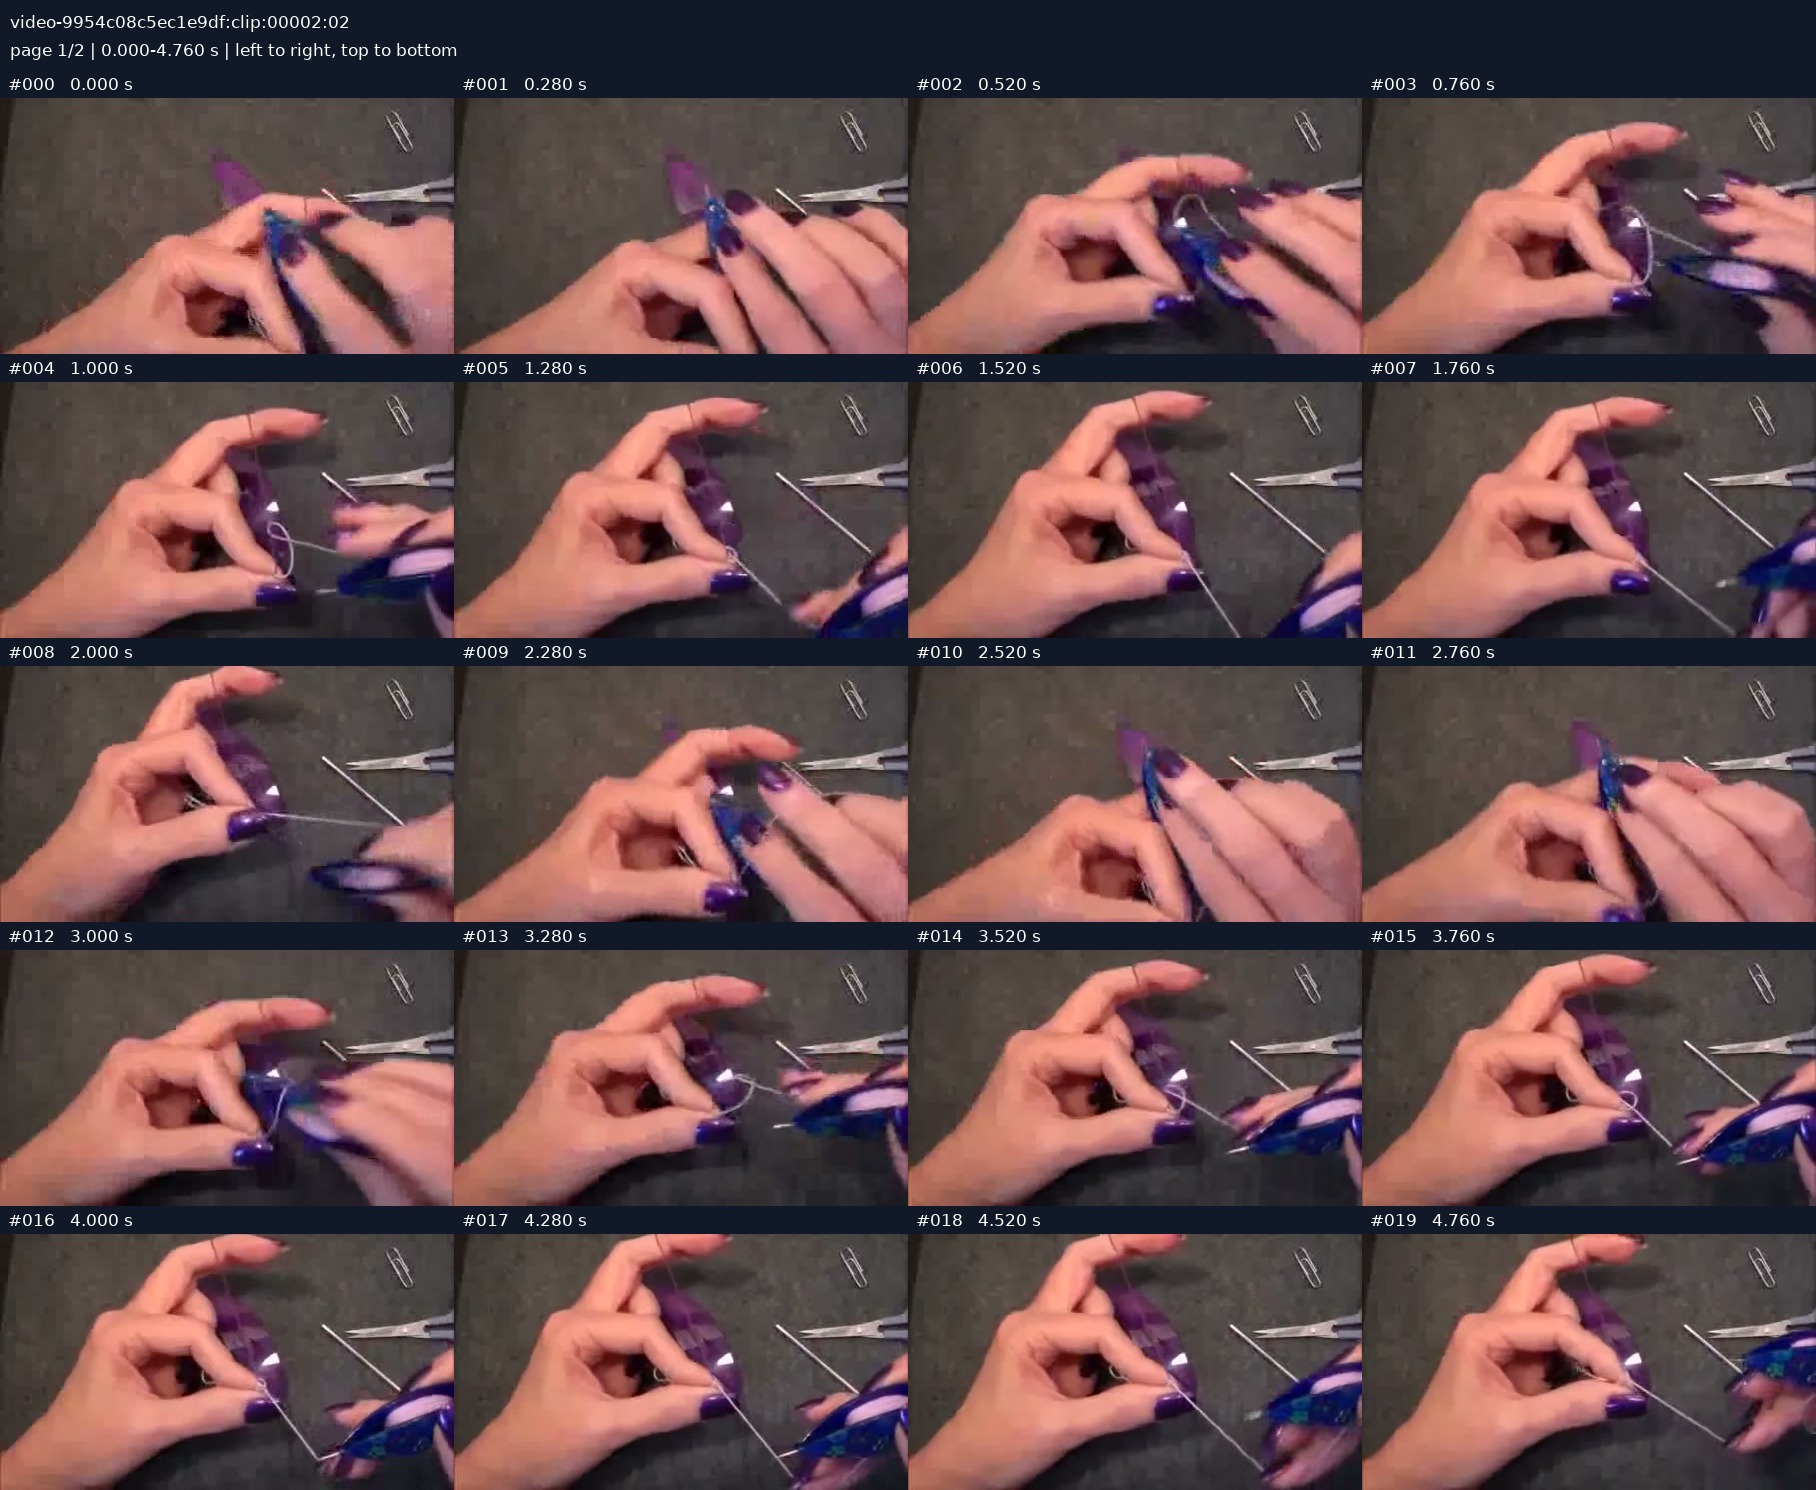 video-9954c08c5ec1e9df:clip:00002:02
page 1/2 | 0.000-4.760 s | left to right, top to bottom
#000 0.000 s
#001 0.280 s
#002 0.520 s
#003 0.760 s
#004 1.000 s
#005 1.280 s
#006 1.520 s
#007 1.760 s
#008 2.000 s
#009 2.280 s
#010 2.520 s
#011 2.760 s
#012 3.000 s
#013 3.280 s
#014 3.520 s
#015 3.760 s
#016 4.000 s
#017 4.280 s
#018 4.520 s
#019 4.760 s